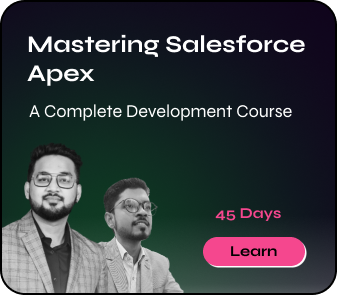 Mastering Salesforce
Apex
A Complete Development Course
45 Days
Learn